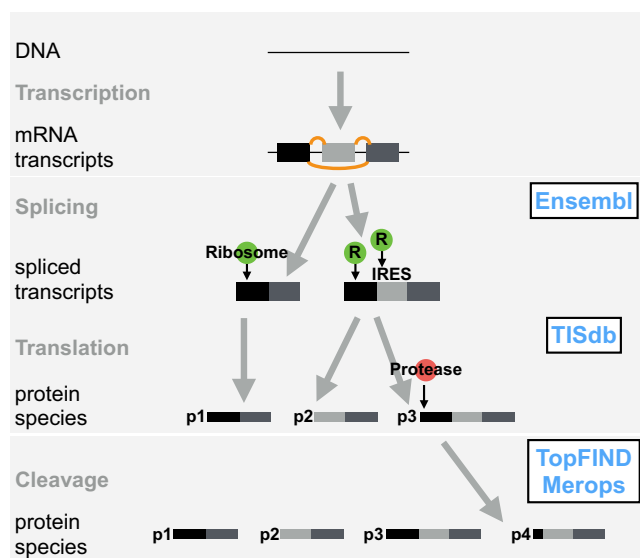 DNA
Transcription
mRNA
transcripts
Splicing
Ensembl
Ribosome
R
R
IRES
spliced
transcripts
TISdb
Translation
Protease
protein
species
p1
p2
p3
TopFIND
Merops
Cleavage
protein
species
p1
p2
p3
p4